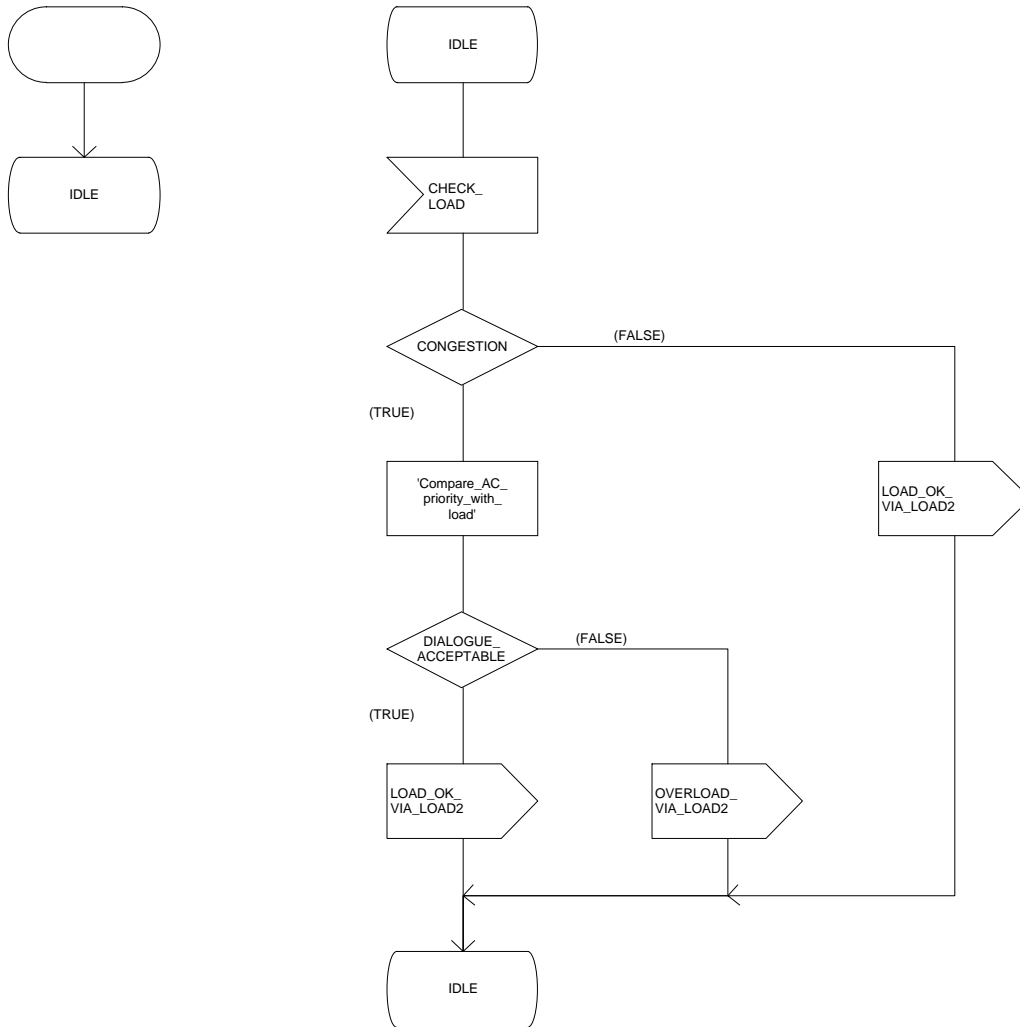 IDLE
IDLE
CHECK_
LOAD
CONGESTION
(FALSE)
(TRUE)
'Compare_AC_
priority_with_
load'
LOAD_OK_
VIA_LOAD2
DIALOGUE_
ACCEPTABLE
(FALSE)
(TRUE)
LOAD_OK_
VIA_LOAD2
OVERLOAD_
VIA_LOAD2
IDLE